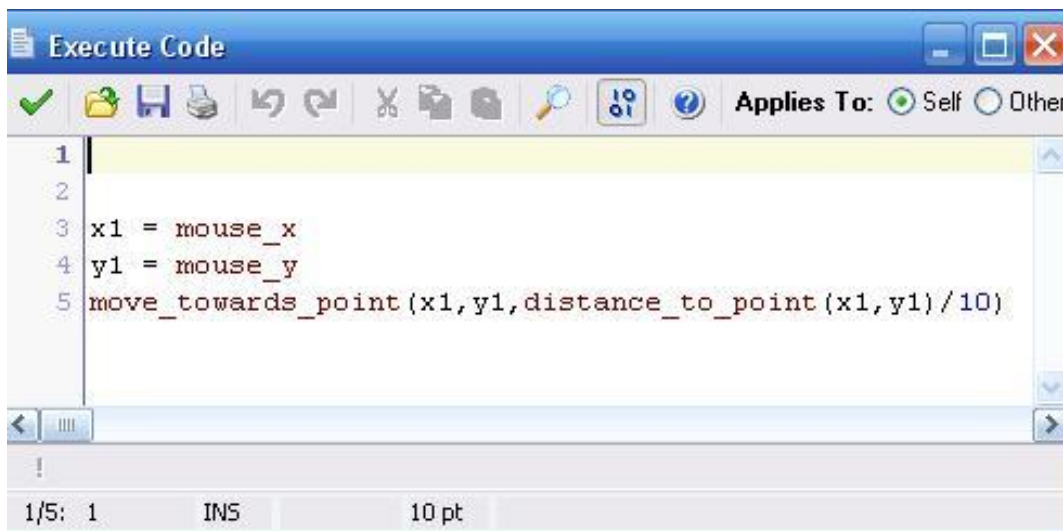 Execute Code
Applies To: Self Other
1
2
3 x1 = mouse_x
4 y1 = mouse_y
5 move_towards_point(x1,y1,distance_to_point(x1,y1)/10)
!
1/5: 1 INS 10 pt